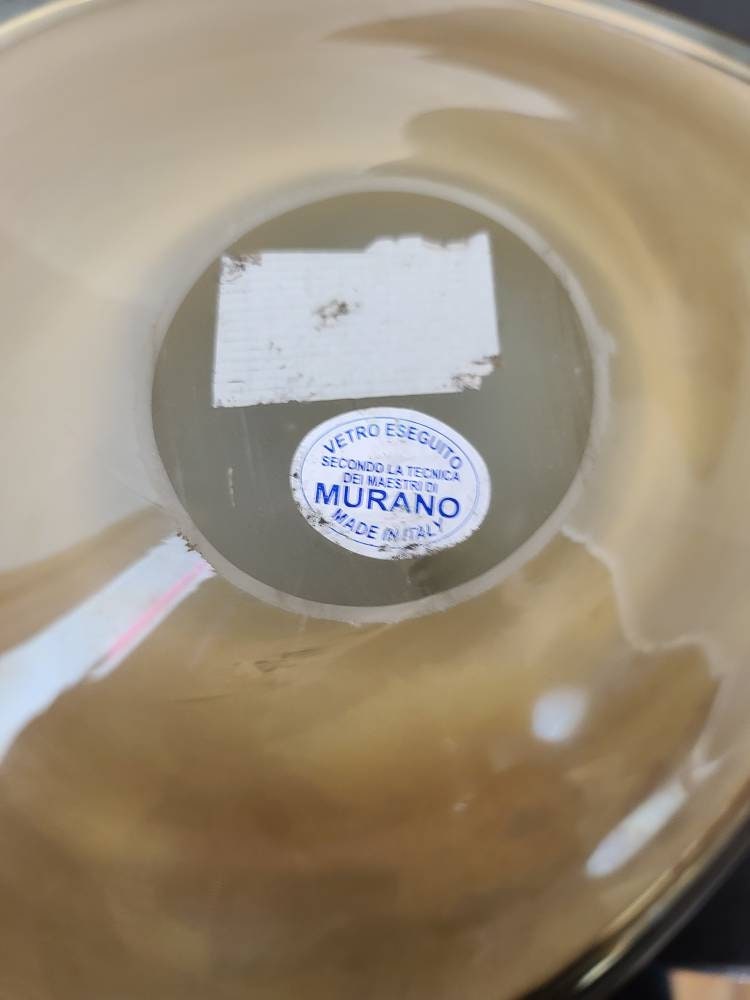 VETRO ESEGUITO
SECONDO LA TECNICA
DEI MAESTRI DI
MURANO
MADE IN ITALY